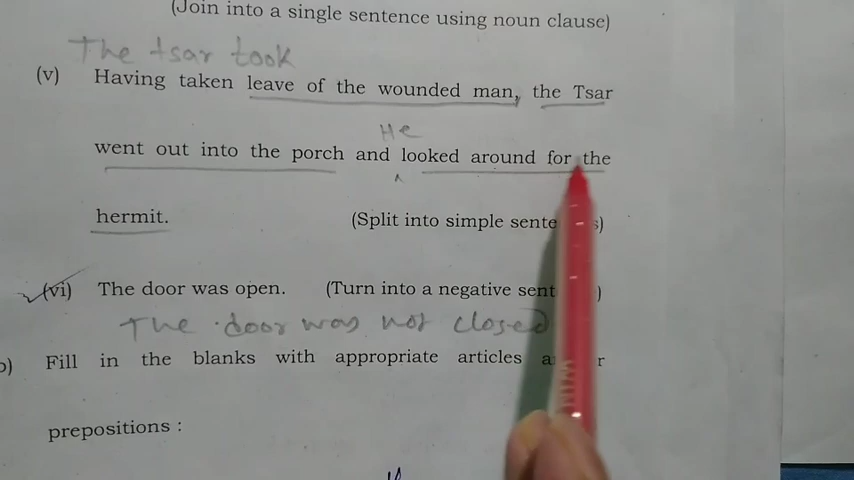 (Join into a single sentence using noun clause)
The tsar took
(v) Having taken leave of the wounded man, the Tsar
He
went out into the porch and looked around for the
hermit. (Split into simple sente s)
(vi) The door was open. (Turn into a negative sent )
The door was not closed
Fill in the blanks with appropriate articles a r
prepositions :